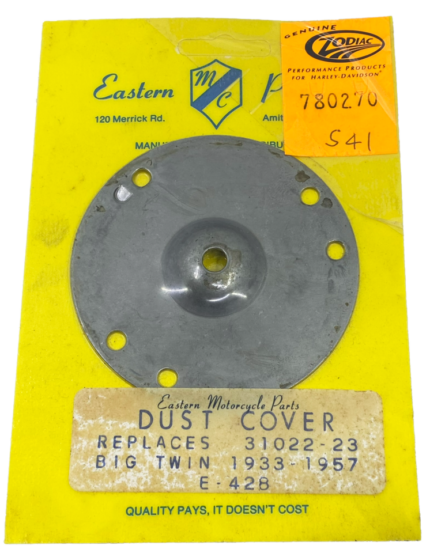 GENUINE
ZODIAC
PERFORMANCE PRODUCTS
FOR HARLEY-DAVIDSON®
780270
S41
Eastern
MC
120 Merrick Rd.
Eastern Motorcycle Parts
DUST COVER
REPLACES 31022-23
BIG TWIN 1933-1957
E-428
QUALITY PAYS, IT DOESN'T COST